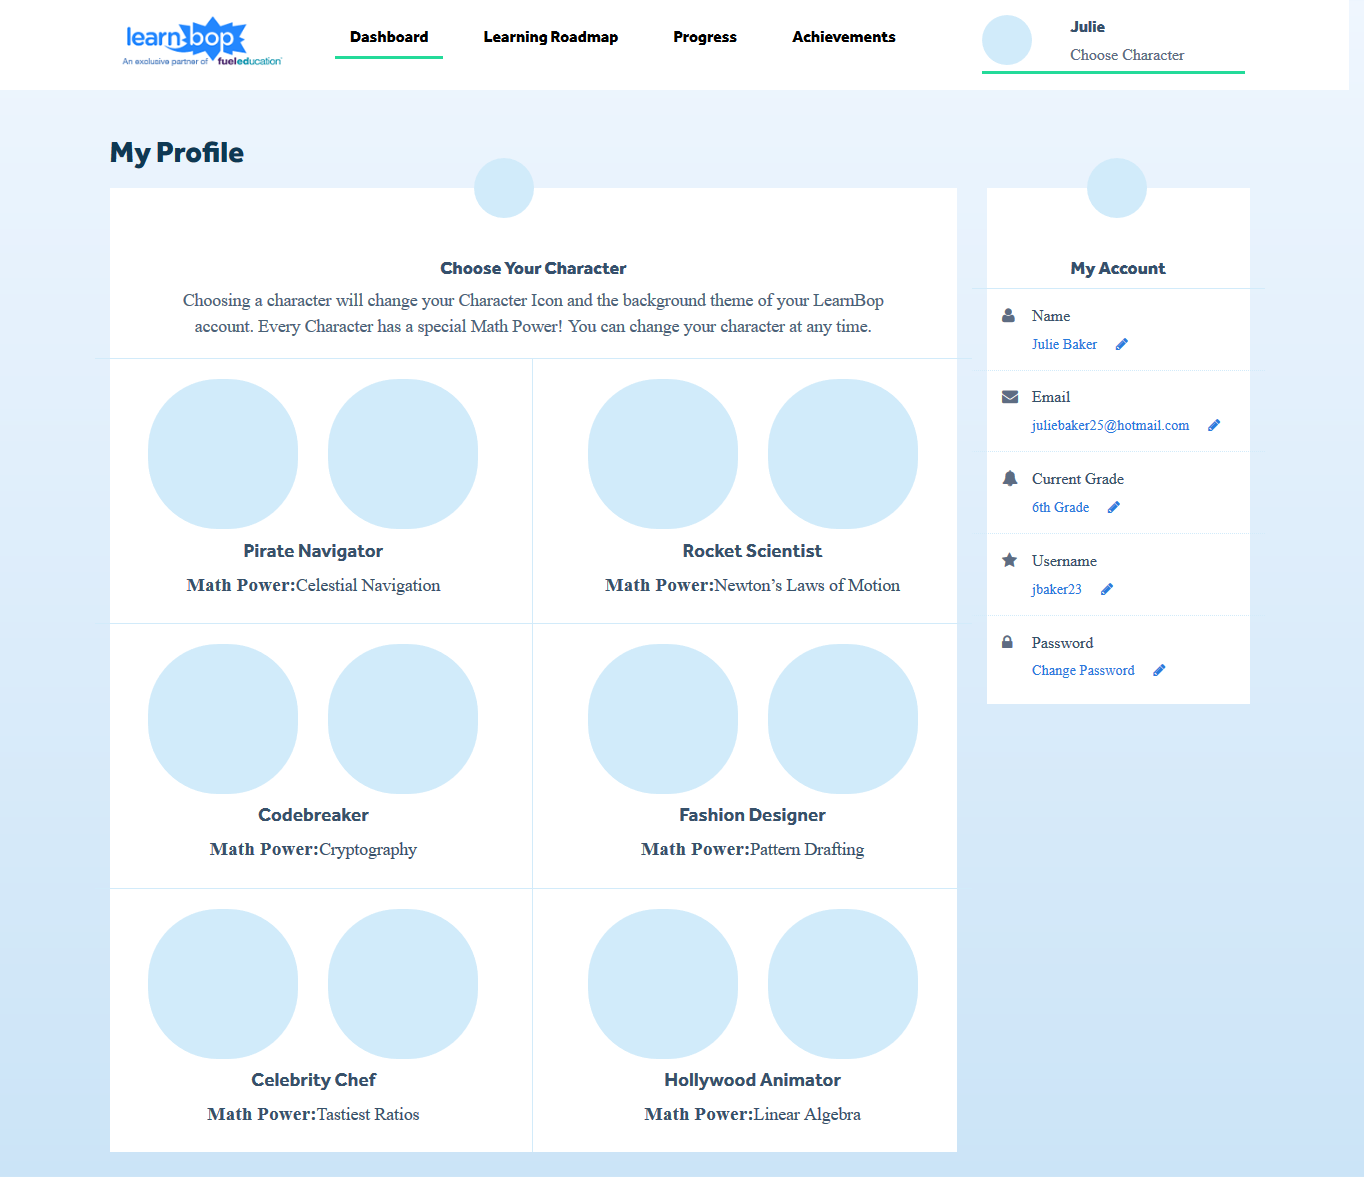 learnbop
An exclusive partner of fueleducation
Dashboard
Learning Roadmap
Progress
Achievements
Julie
Choose Character
My Profile
Choose Your Character
Choosing a character will change your Character Icon and the background theme of your LearnBop
account. Every Character has a special Math Power! You can change your character at any time.
Pirate Navigator
Math Power:Celestial Navigation
Rocket Scientist
Math Power:Newton’s Laws of Motion
Codebreaker
Math Power:Cryptography
Fashion Designer
Math Power:Pattern Drafting
Celebrity Chef
Math Power:Tastiest Ratios
Hollywood Animator
Math Power:Linear Algebra
My Account
Name
Julie Baker
Email
juliebaker25@hotmail.com
Current Grade
6th Grade
Username
jbaker23
Password
Change Password